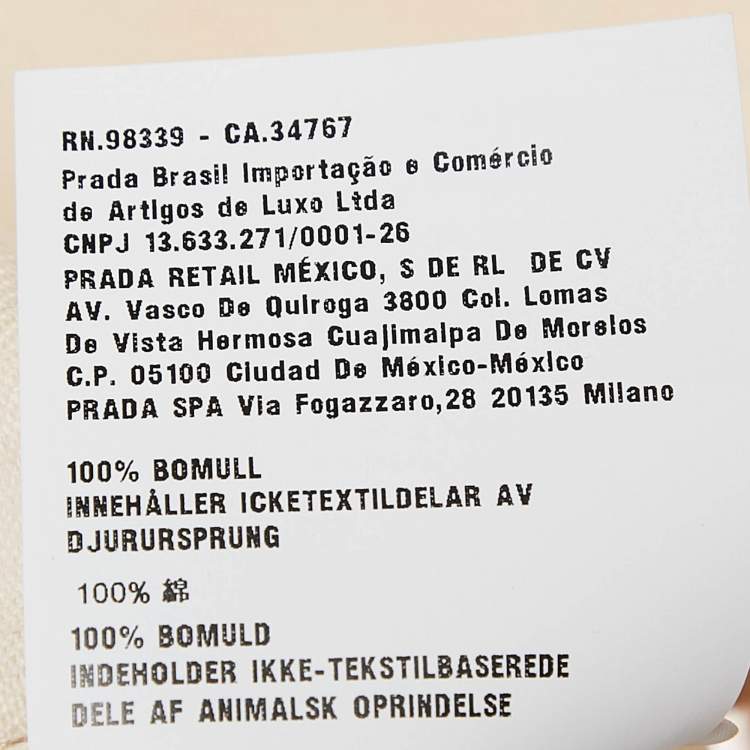 RN.98339 - CA.34767
Prada Brasil Importação e Comércio
de Artigos de Luxo Ltda
CNPJ 13.633.271/0001-26
PRADA RETAIL MÉXICO, S DE RL DE CV
AV. Vasco De Quiroga 3800 Col. Lomas
De Vista Hermosa Cuajimalpa De Morelos
C.P. 05100 Ciudad De México-México
PRADA SPA Via Fogazzaro,28 20135 Milano
100% BOMULL
INNEHÅLLER ICKETEXTILDELAR AV
DJURURSPRUNG
100% 綿
100% BOMULD
INDEHOLDER IKKE-TEKSTILBASEREDE
DELE AF ANIMALSK OPRINDELSE